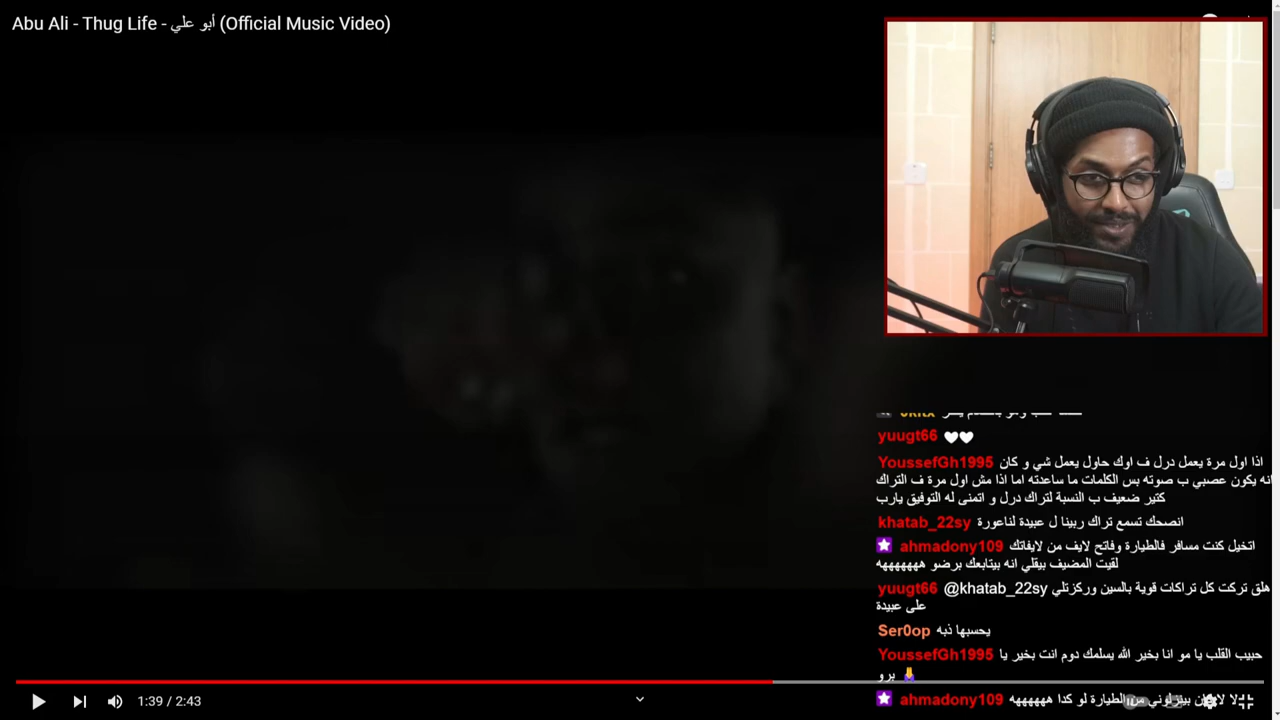 Abu Ali - Thug Life - أبو علي (Official Music Video)
yuugt66 🤍🤍
YoussefGh1995 اذا اول مرة يعمل درل ف اوك حاول يعمل شي و كان
انه يكون عصبي ب صوته بس الكلمات ما ساعدته اما اذا مش اول مرة ف التراك
كتير ضعيف ب النسبة لتراك درل و اتمنى له التوفيق يارب
khatab_22sy انصحك تسمع تراك ربينا ل عبيدة لناعورة
ahmadony109 اتخيل كنت مسافر فالطيارة وفاتح لايف من لايفاتك
لقيت المضيف بيقلي انه بيتابعك برضو ههههههه
yuugt66 @khatab_22sy هلق تركت كل تراكات قوية بالسين وركزتلي
على عبيدة
Ser0op يحسبها ذبه
YoussefGh1995 حبيب القلب يا مو انا بخير الله يسلمك دوم انت بخير يا
برو
ahmadony109 الطيارة لو كدا ههههههه
1:39 / 2:43